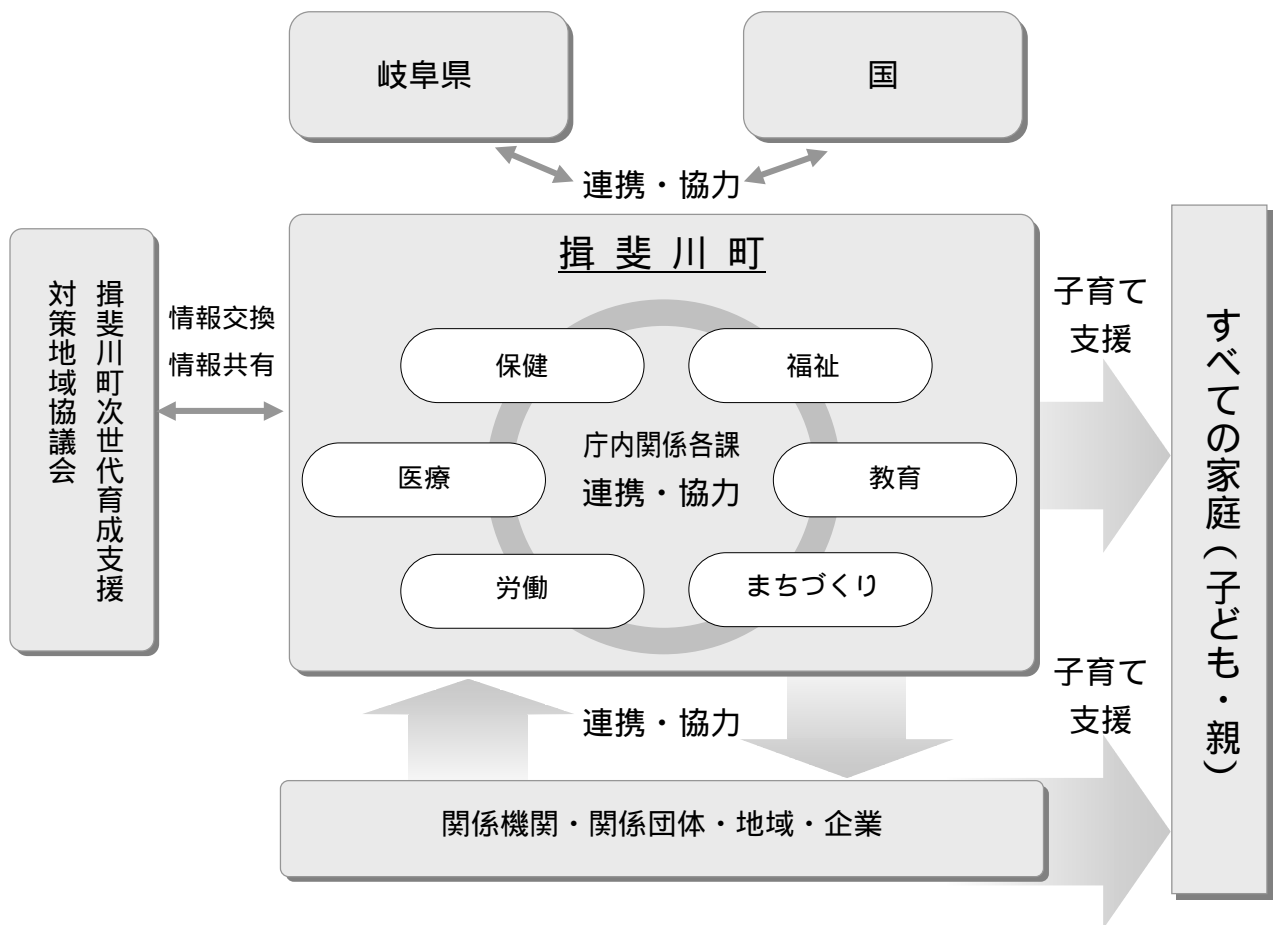 岐阜県
国
連携・協力
揖斐川町次世代育成支援
対策地域協議会
情報交換
情報共有
揖斐川町
保健
福祉
医療
庁内関係各課
連携・協力
教育
労働
まちづくり
子育て
支援
すべての家庭(子ども・親)
連携・協力
子育て
支援
関係機関・関係団体・地域・企業